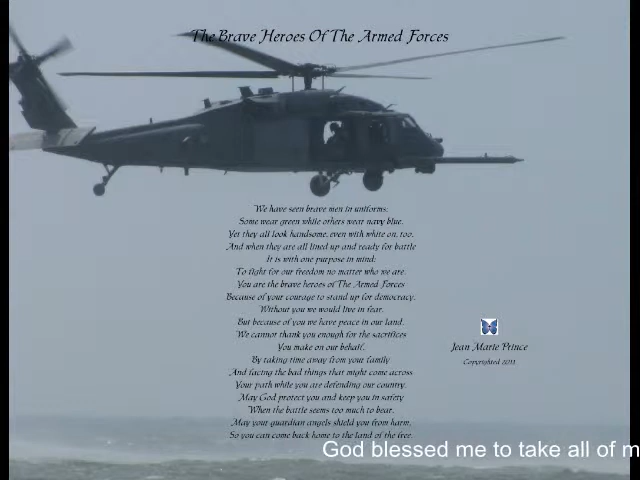 The Brave Heroes Of The Armed Forces
We have seen brave men in uniforms;
Some wear green while others wear navy blue.
Yet they all look handsome, even with white on, too.
And when they are all lined up and ready for battle
It is with one purpose in mind;
To fight for our freedom no matter who we are.
You are the brave heroes of The Armed Forces
Because of your courage to stand up for democracy.
Without you we would live in fear.
But because of you we have peace in our land.
We cannot thank you enough for the sacrifices
You make on our behalf.
By taking time away from your family
And facing the bad things that might come across
Your path while you are defending our country.
May God protect you and keep you in safety
When the battle seems too much to bear.
May your guardian angels shield you from harm,
So you can come back home to the land of the free.
Jean Marie Prince
Copyrighted 2011
God blessed me to take all of m